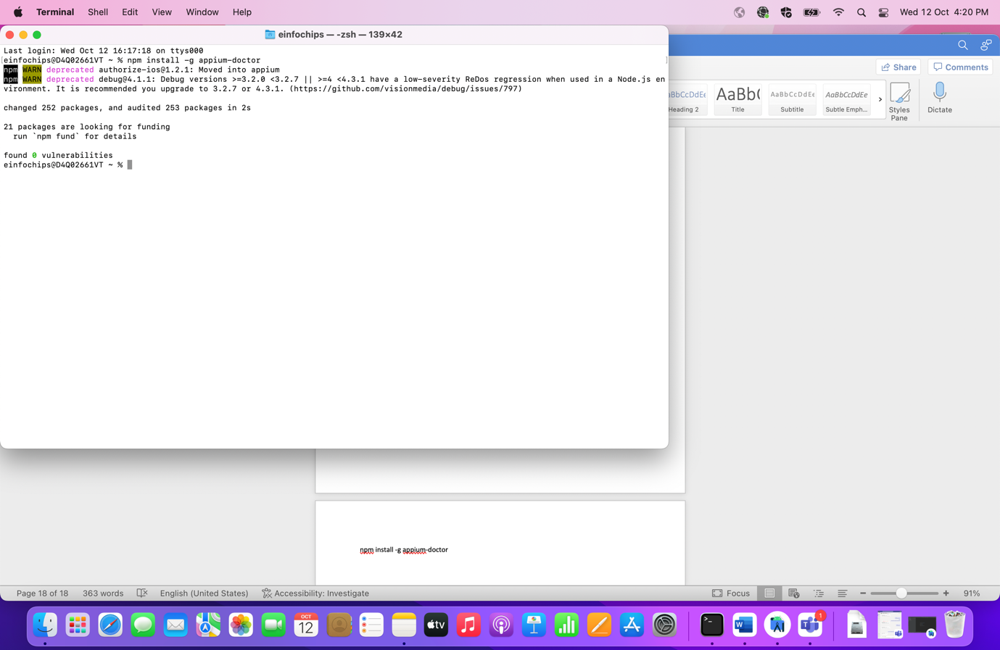 Terminal Shell Edit View Window Help Wed 12 Oct 4:20 PM
einfochips — -zsh — 139×42
Last login: Wed Oct 12 16:17:18 on ttys000
einfochips@D4Q02661VT ~ % npm install -g appium-doctor
npm WARN deprecated authorize-ios@1.2.1: Moved into appium
npm WARN deprecated debug@4.1.1: Debug versions >=3.2.0 <3.2.7 || >=4 <4.3.1 have a low-severity ReDos regression when used in a Node.js en
vironment. It is recommended you upgrade to 3.2.7 or 4.3.1. (https://github.com/visionmedia/debug/issues/797)
changed 252 packages, and audited 253 packages in 2s
21 packages are looking for funding
run `npm fund` for details
found 0 vulnerabilities
einfochips@D4Q02661VT ~ %
Share Comments
AaBbCcDdEe AaBb( AaBbCcDdEe AaBbCcDdEe
Heading 2 Title Subtitle Subtle Emph... Styles Pane Dictate
npm install -g appium-doctor
Page 18 of 18 363 words English (United States) Accessibility: Investigate Focus 91%
OCT
12
tv
1